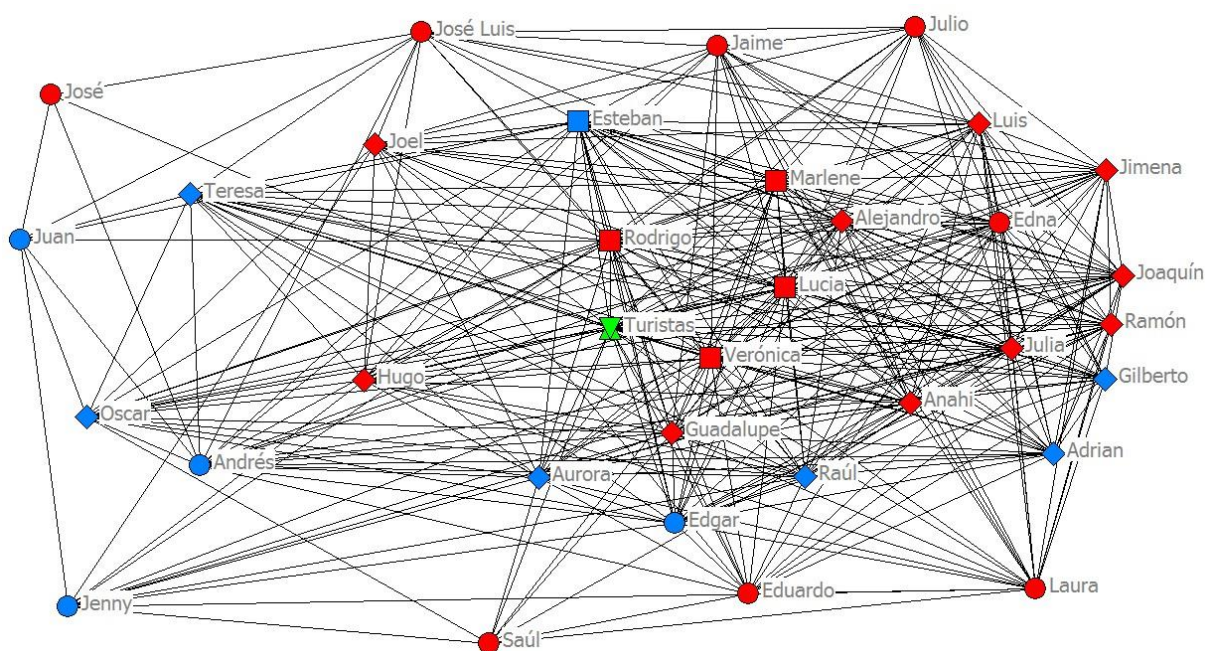 Julio
José Luis
Jaime
José
Esteban
Luis
Joel
Jimena
Marlene
Teresa
Alejandro
Edna
Juan
Rodrigo
Joaquín
Lucia
Turistas
Ramón
Julia
Verónica
Gilberto
Hugo
Anahi
Oscar
Guadalupe
Adrian
Andrés
Aurora
Raúl
Edgar
Laura
Eduardo
Jenny
Saúl